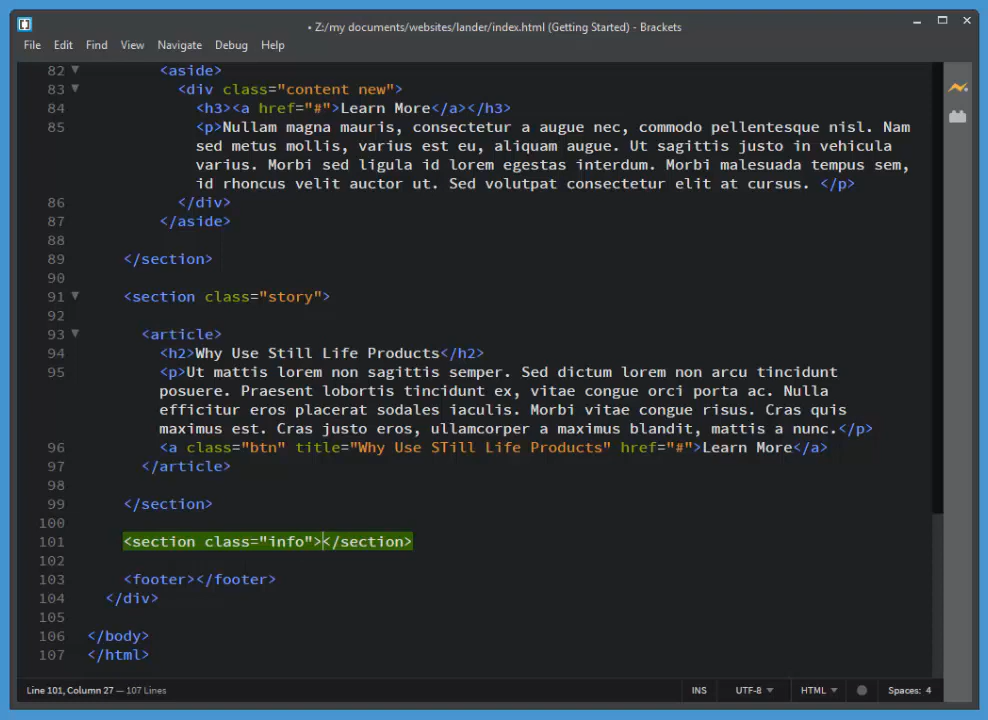 • Z:/my documents/websites/lander/index.html (Getting Started) - Brackets
File Edit Find View Navigate Debug Help
82 <aside>
83 <div class="content new">
84 <h3><a href="#">Learn More</a></h3>
85 <p>Nullam magna mauris, consectetur a augue nec, commodo pellentesque nisl. Nam
sed metus mollis, varius est eu, aliquam augue. Ut sagittis justo in vehicula
varius. Morbi sed ligula id lorem egestas interdum. Morbi malesuada tempus sem,
id rhoncus velit auctor ut. Sed volutpat consectetur elit at cursus. </p>
86 </div>
87 </aside>
88
89 </section>
90
91 <section class="story">
92
93 <article>
94 <h2>Why Use Still Life Products</h2>
95 <p>Ut mattis lorem non sagittis semper. Sed dictum lorem non arcu tincidunt
posuere. Praesent lobortis tincidunt ex, vitae congue orci porta ac. Nulla
efficitur eros placerat sodales iaculis. Morbi vitae congue risus. Cras quis
maximus est. Cras justo eros, ullamcorper a maximus blandit, mattis a nunc.</p>
96 <a class="btn" title="Why Use STill Life Products" href="#">Learn More</a>
97 </article>
98
99 </section>
100
101 <section class="info"></section>
102
103 <footer></footer>
104 </div>
105
106 </body>
107 </html>
Line 101, Column 27 — 107 Lines INS UTF-8 HTML Spaces: 4